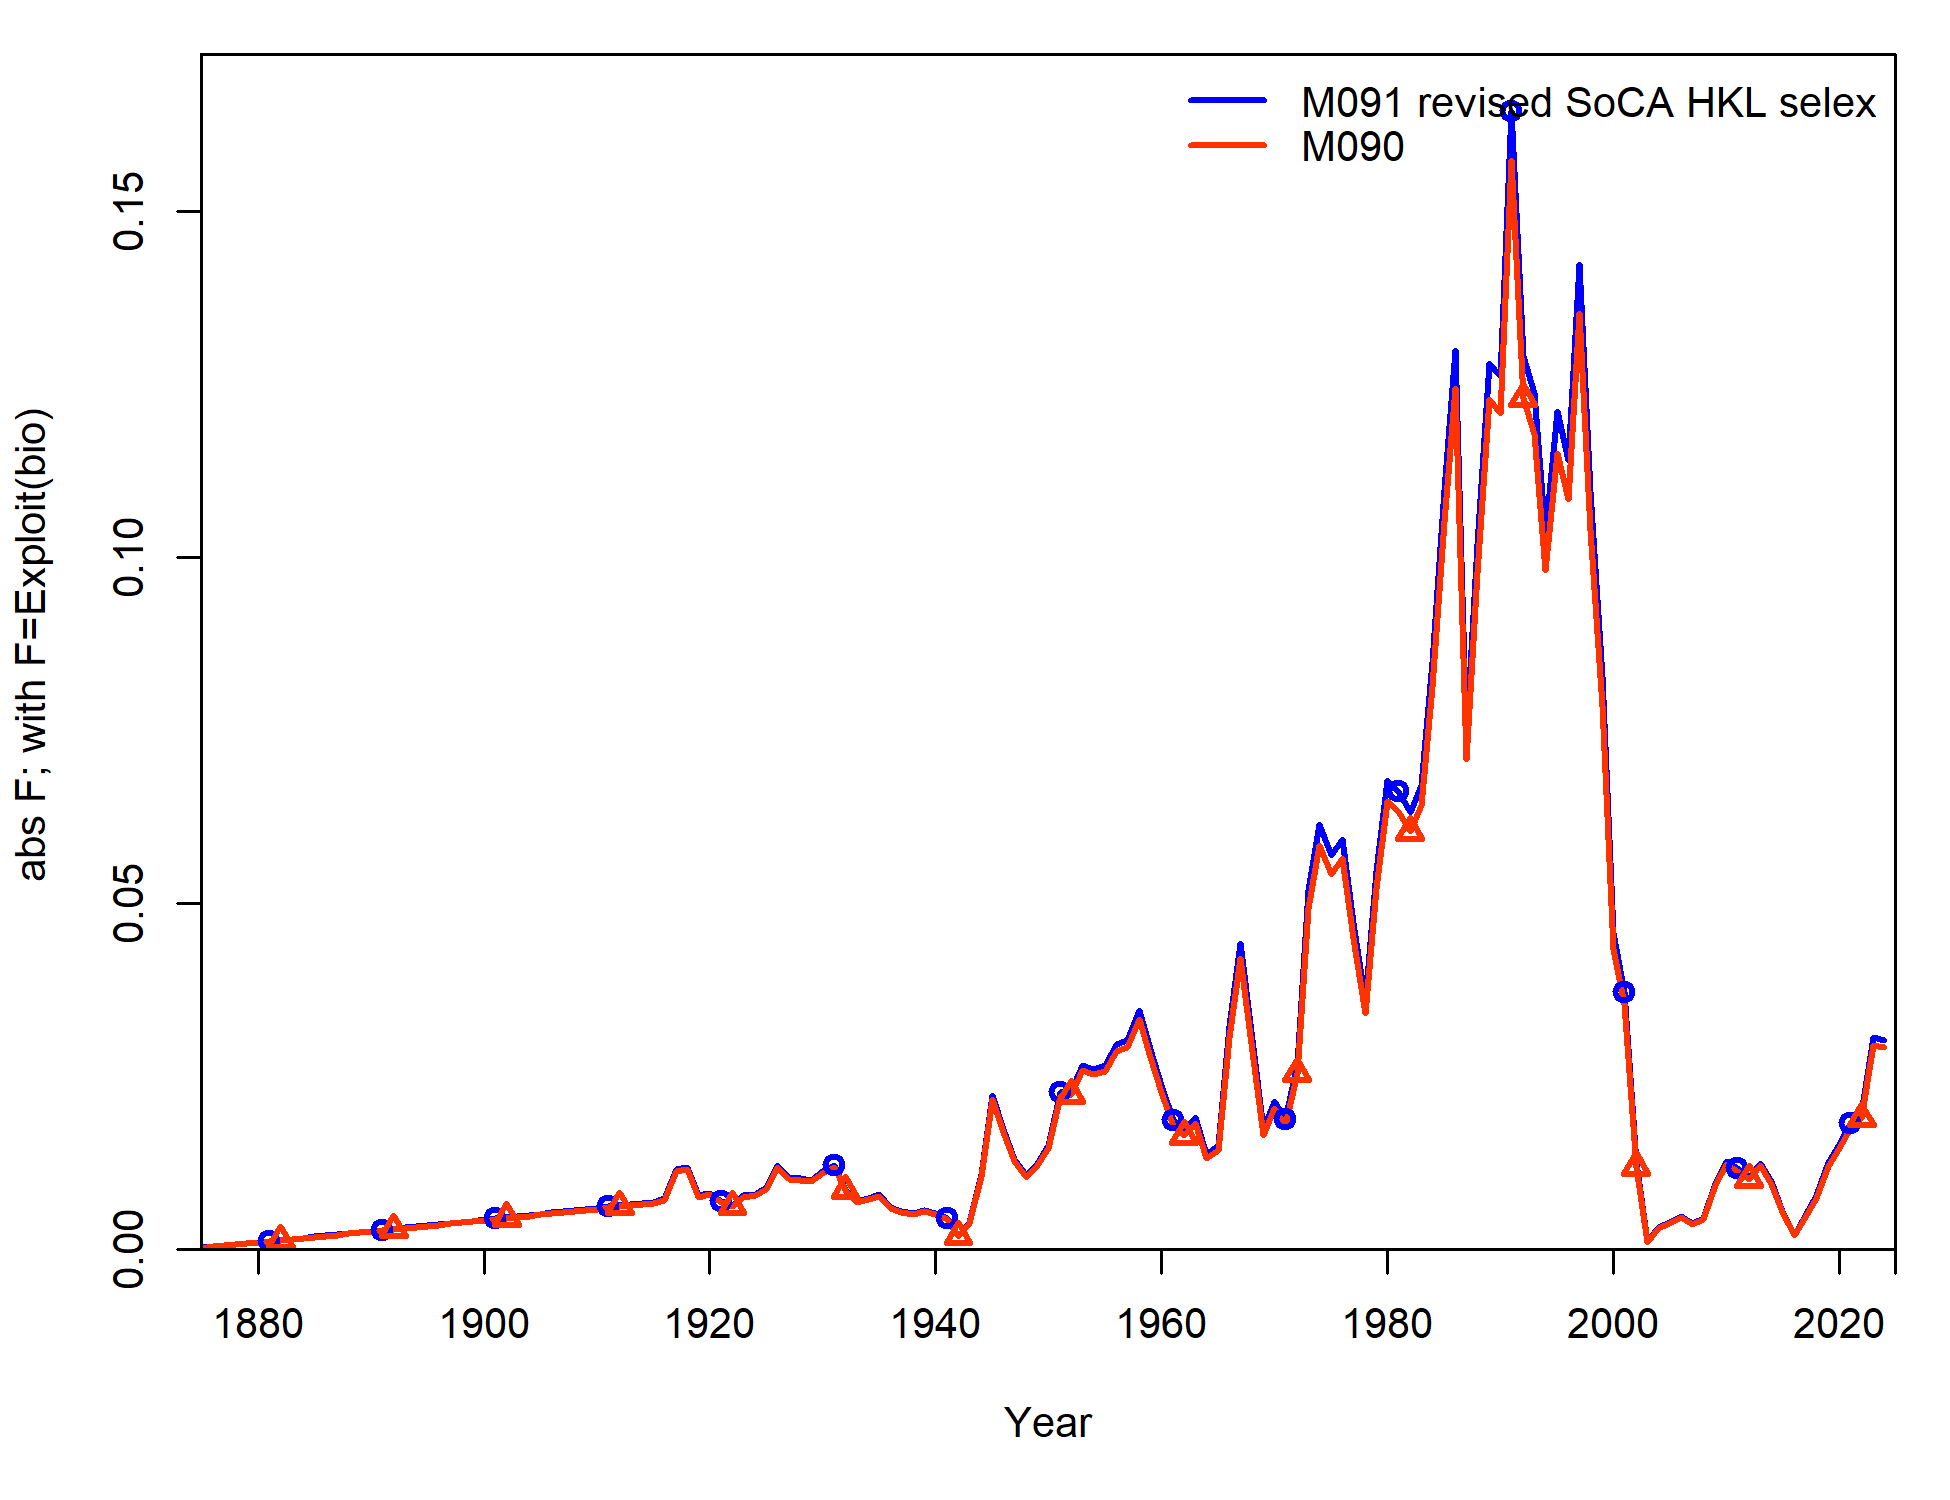 M091 revised SoCA HKL selex
M090
abs F; with F=Exploit(bio)
0.15
0.10
0.05
0.00
1880 1900 1920 1940 1960 1980 2000 2020
Year